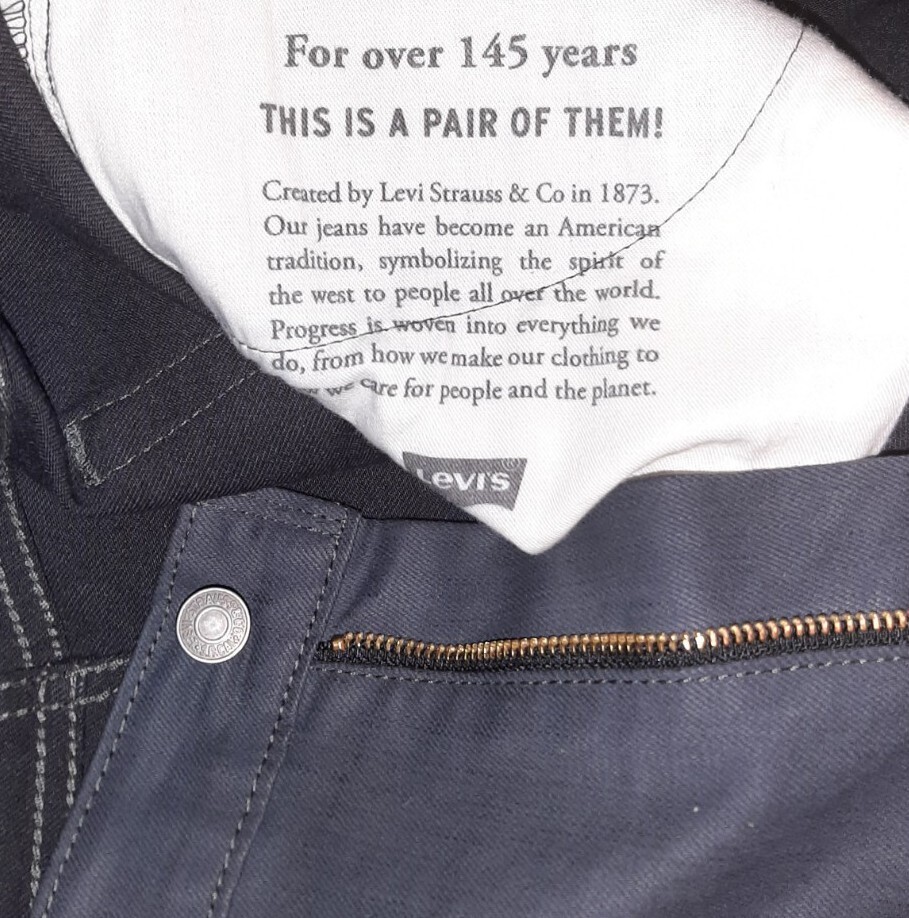 For over 145 years
THIS IS A PAIR OF THEM!
Created by Levi Strauss & Co in 1873.
Our jeans have become an American
tradition, symbolizing the spirit of
the west to people all over the world.
Progress is woven into everything we
do, from how we make our clothing to
we care for people and the planet.
Levi's®